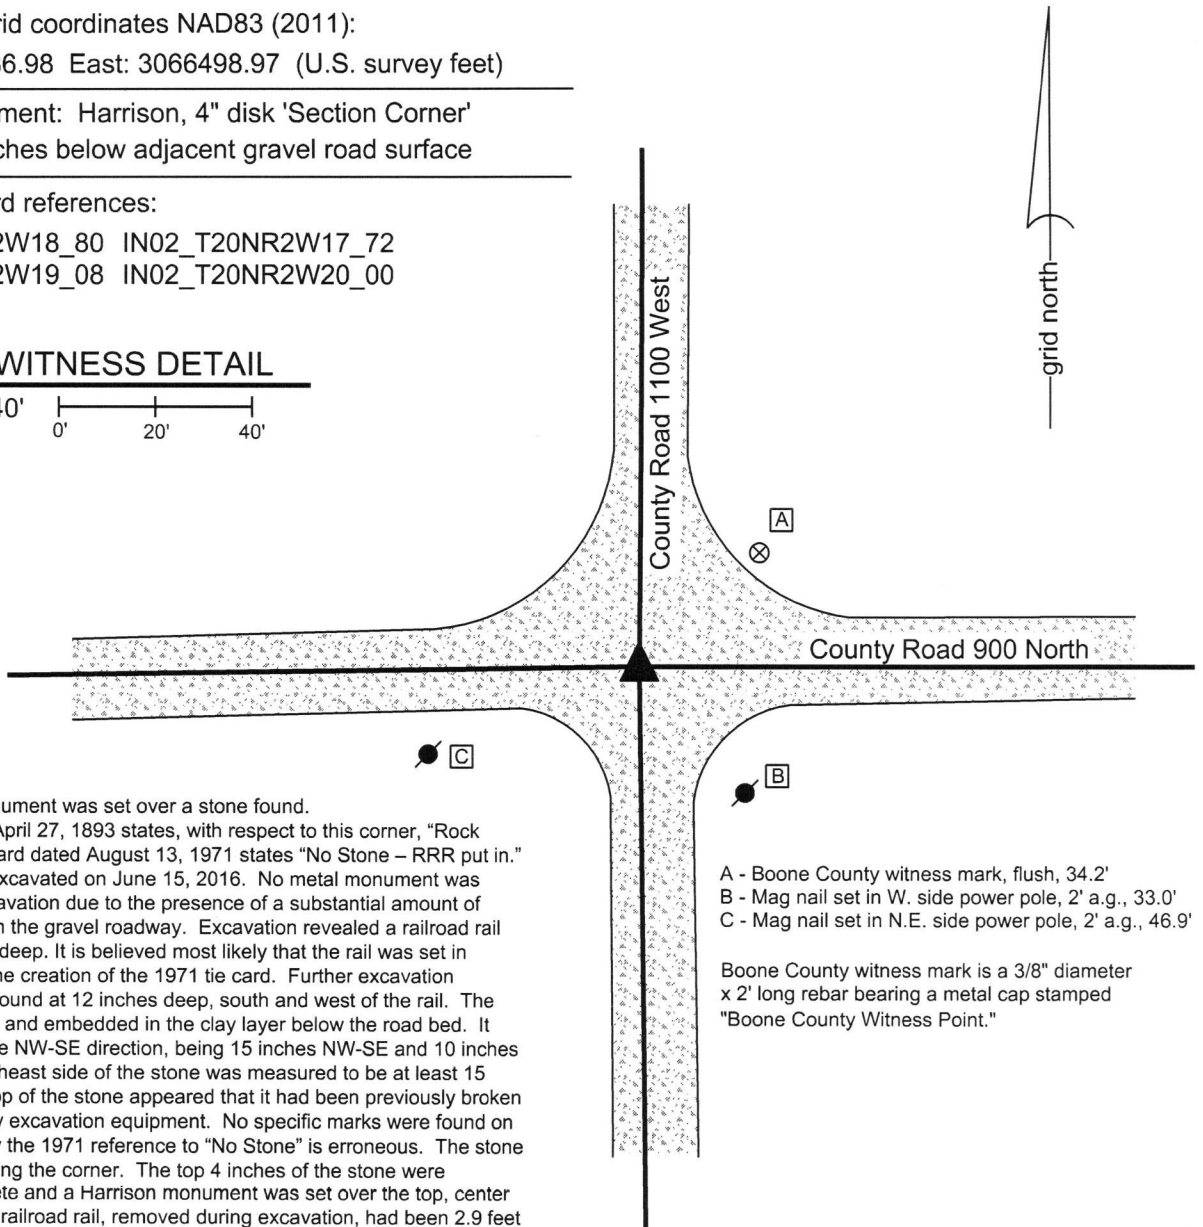 rid coordinates NAD83 (2011):
6.98 East: 3066498.97 (U.S. survey feet)
ment: Harrison, 4" disk 'Section Corner'
ches below adjacent gravel road surface
rd references:
2W18_80 IN02_T20NR2W17_72
2W19_08 IN02_T20NR2W20_00
WITNESS DETAIL
40'
0' 20' 40'
grid north
County Road 1100 West
A
County Road 900 North
C
B
ument was set over a stone found.
April 27, 1893 states, with respect to this corner, “Rock
ard dated August 13, 1971 states “No Stone – RRR put in.”
xcavated on June 15, 2016. No metal monument was
avation due to the presence of a substantial amount of
n the gravel roadway. Excavation revealed a railroad rail
deep. It is believed most likely that the rail was set in
ne creation of the 1971 tie card. Further excavation
ound at 12 inches deep, south and west of the rail. The
and embedded in the clay layer below the road bed. It
e NW-SE direction, being 15 inches NW-SE and 10 inches
heast side of the stone was measured to be at least 15
op of the stone appeared that it had been previously broken
y excavation equipment. No specific marks were found on
y the 1971 reference to “No Stone” is erroneous. The stone
ing the corner. The top 4 inches of the stone were
ete and a Harrison monument was set over the top, center
railroad rail, removed during excavation, had been 2.9 feet
A - Boone County witness mark, flush, 34.2'
B - Mag nail set in W. side power pole, 2' a.g., 33.0'
C - Mag nail set in N.E. side power pole, 2' a.g., 46.9'
Boone County witness mark is a 3/8" diameter
x 2' long rebar bearing a metal cap stamped
"Boone County Witness Point."